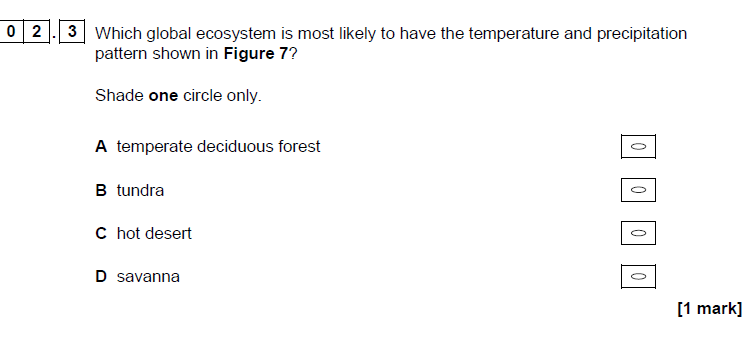 0 2 . 3 Which global ecosystem is most likely to have the temperature and precipitation
pattern shown in Figure 7?
Shade one circle only.
A temperate deciduous forest
B tundra
C hot desert
D savanna
[1 mark]